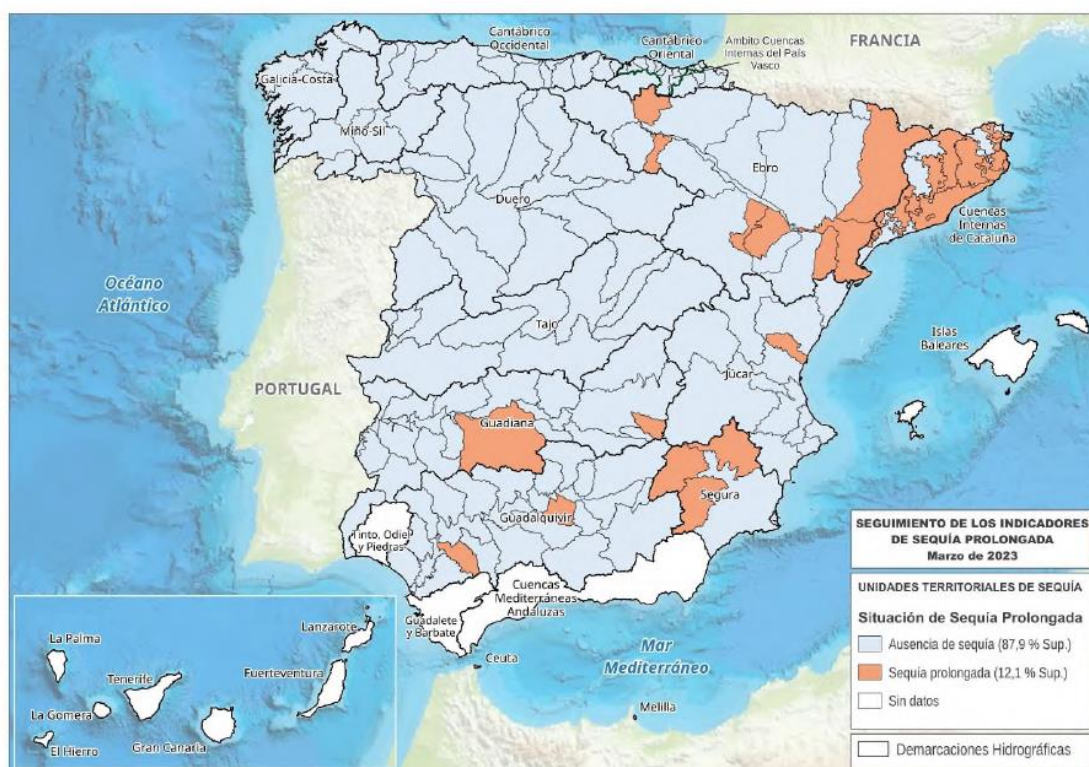 Cantábrico
Occidental
Cantábrico
Oriental
Ámbito Cuencas
Internas del País
Vasco
FRANCIA
Galicia-Costa
Miño-Sil
Ebro
Duero
Cuencas
Internas
de Cataluña
Océano
Atlántico
Tajo
Islas
Baleares
Júcar
PORTUGAL
Guadiana
Segura
Guadalquivir
Tinto, Odiel
y Piedras
Cuencas
Mediterráneas
Andaluzas
Guadalete
y Barbate
Mar
Mediterráneo
Ceuta
Melilla
La Palma
Lanzarote
Tenerife
Fuerteventura
La Gomera
El Hierro
Gran Canaria
SEGUIMIENTO DE LOS INDICADORES
DE SEQUÍA PROLONGADA
Marzo de 2023
UNIDADES TERRITORIALES DE SEQUÍA
Situación de Sequía Prolongada
Ausencia de sequía (87,9 % Sup.)
Sequía prolongada (12,1 % Sup.)
Sin datos
Demarcaciones Hidrográficas